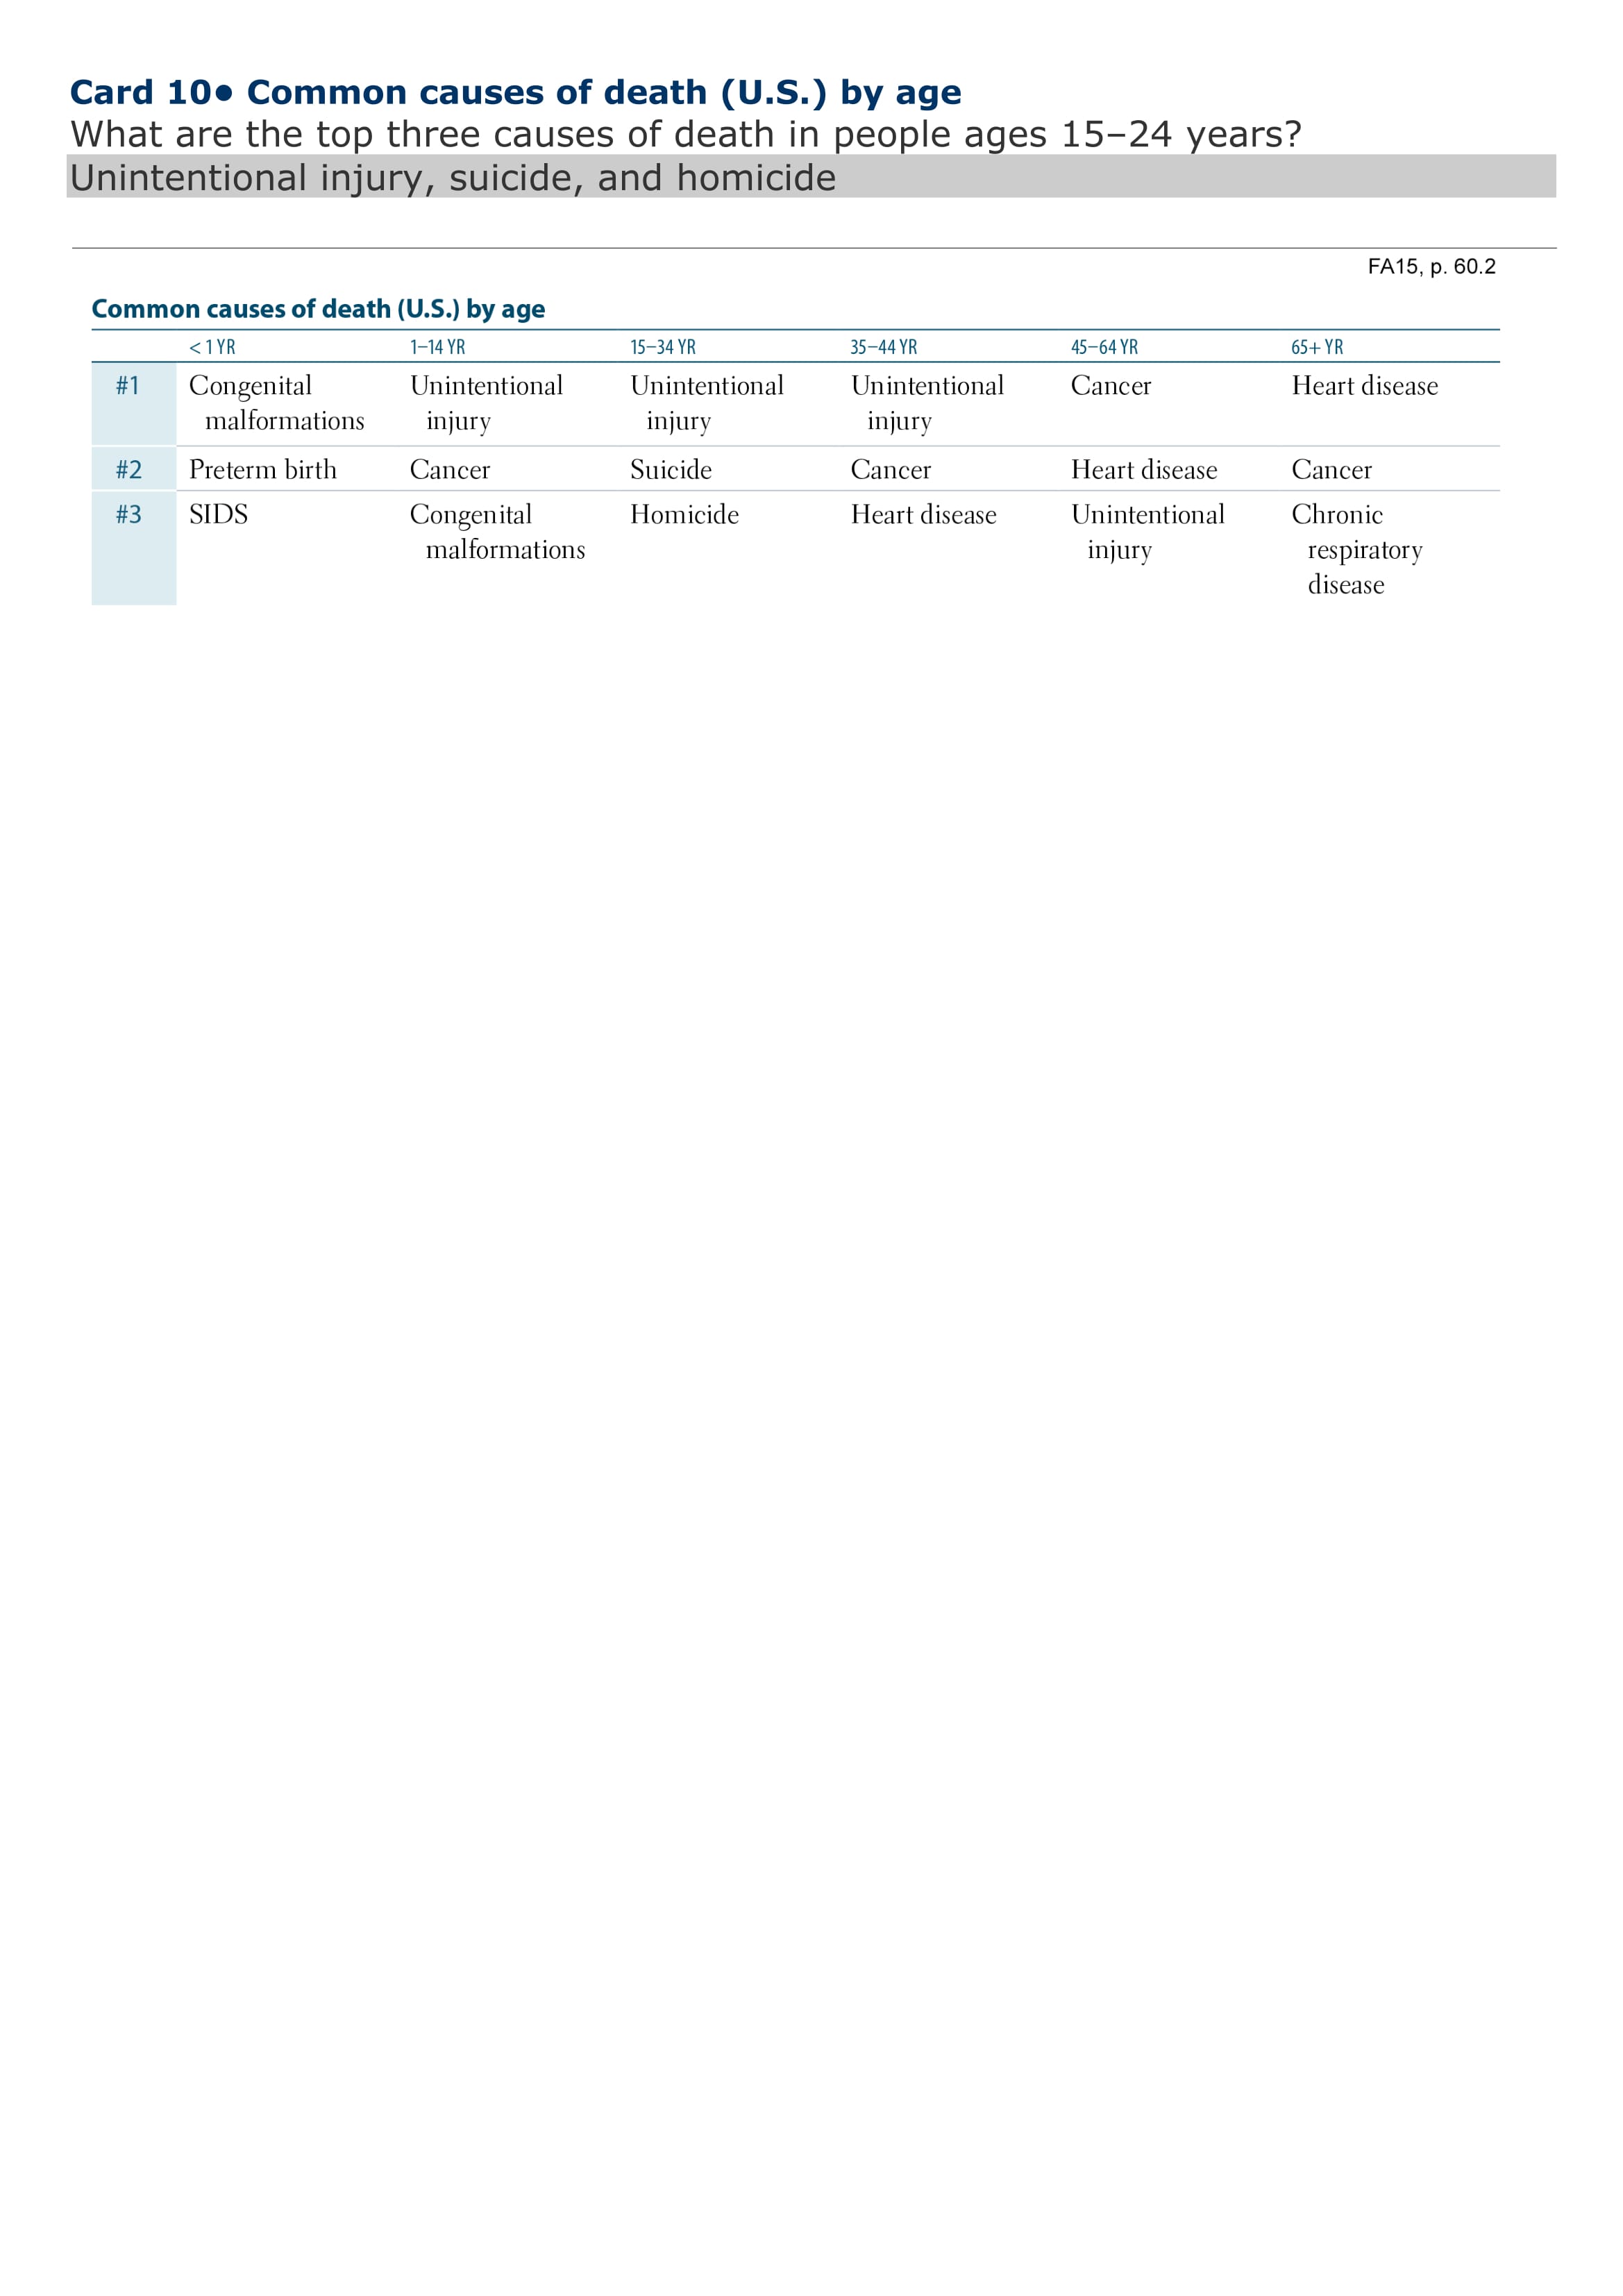 Card 10• Common causes of death (U.S.) by age
What are the top three causes of death in people ages 15–24 years?
Unintentional injury, suicide, and homicide
FA15, p. 60.2
Common causes of death (U.S.) by age
< 1 YR 1–14 YR 15–34 YR 35–44 YR 45–64 YR 65+ YR
#1 Congenital malformations Unintentional injury Unintentional injury Unintentional injury Cancer Heart disease
#2 Preterm birth Cancer Suicide Cancer Heart disease Cancer
#3 SIDS Congenital malformations Homicide Heart disease Unintentional injury Chronic respiratory disease